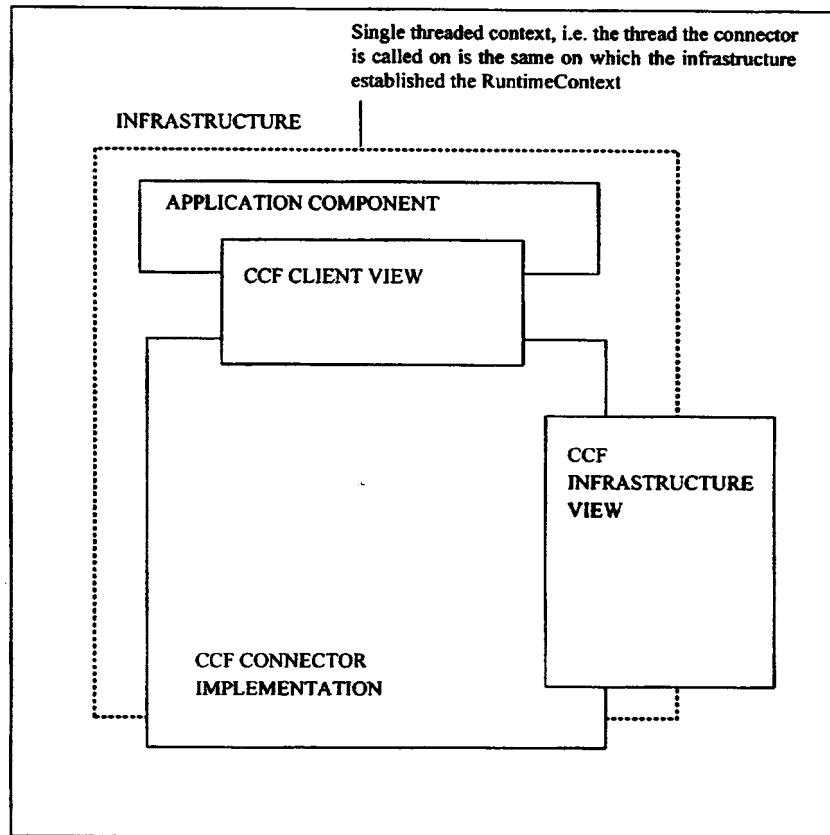 Single threaded context, i.e. the thread the connector
is called on is the same on which the infrastructure
established the RuntimeContext
INFRASTRUCTURE
APPLICATION COMPONENT
CCF CLIENT VIEW
CCF
INFRASTRUCTURE
VIEW
CCF CONNECTOR
IMPLEMENTATION